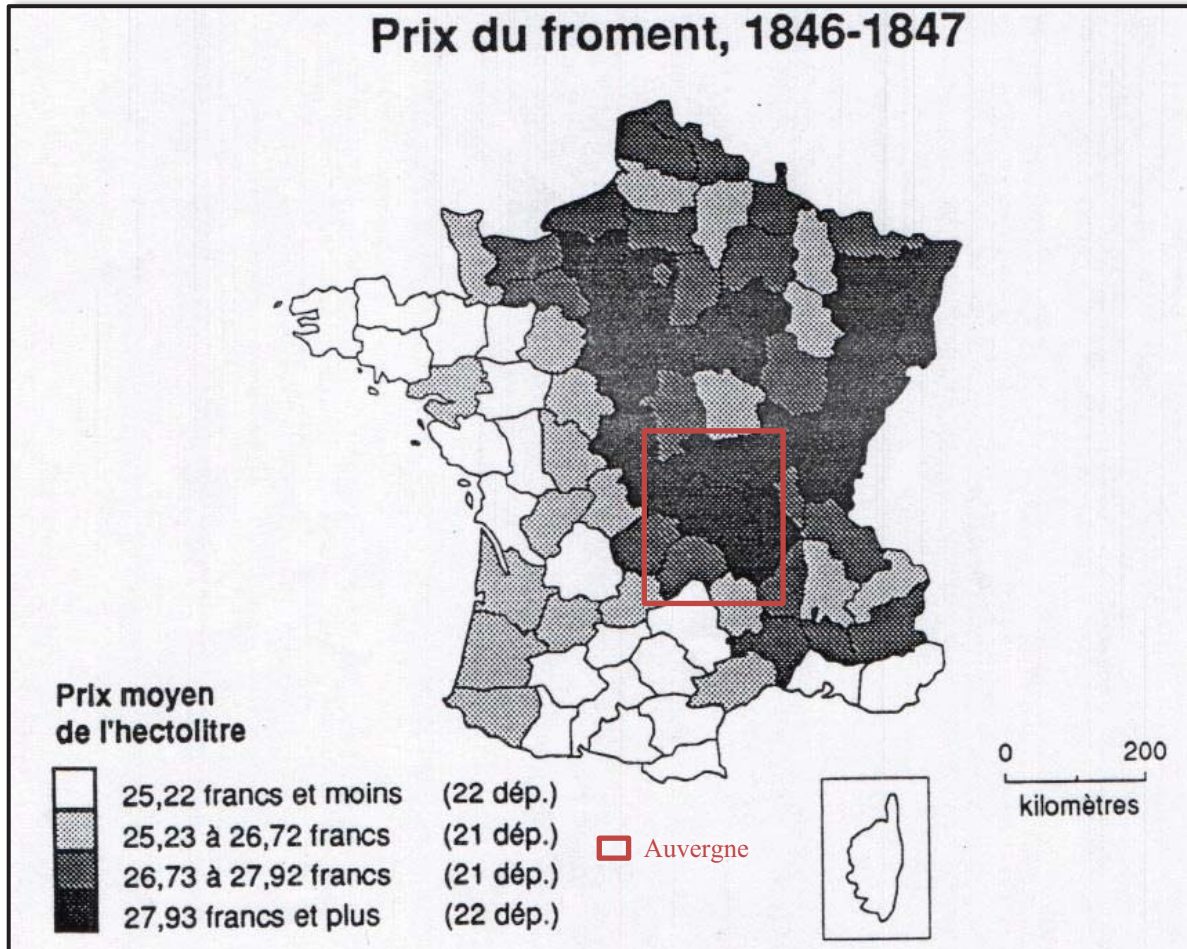 Prix du froment, 1846-1847
Prix moyen
de l'hectolitre
25,22 francs et moins (22 dép.)
25,23 à 26,72 francs (21 dép.)
26,73 à 27,92 francs (21 dép.)
27,93 francs et plus (22 dép.)
Auvergne
0 200
kilomètres